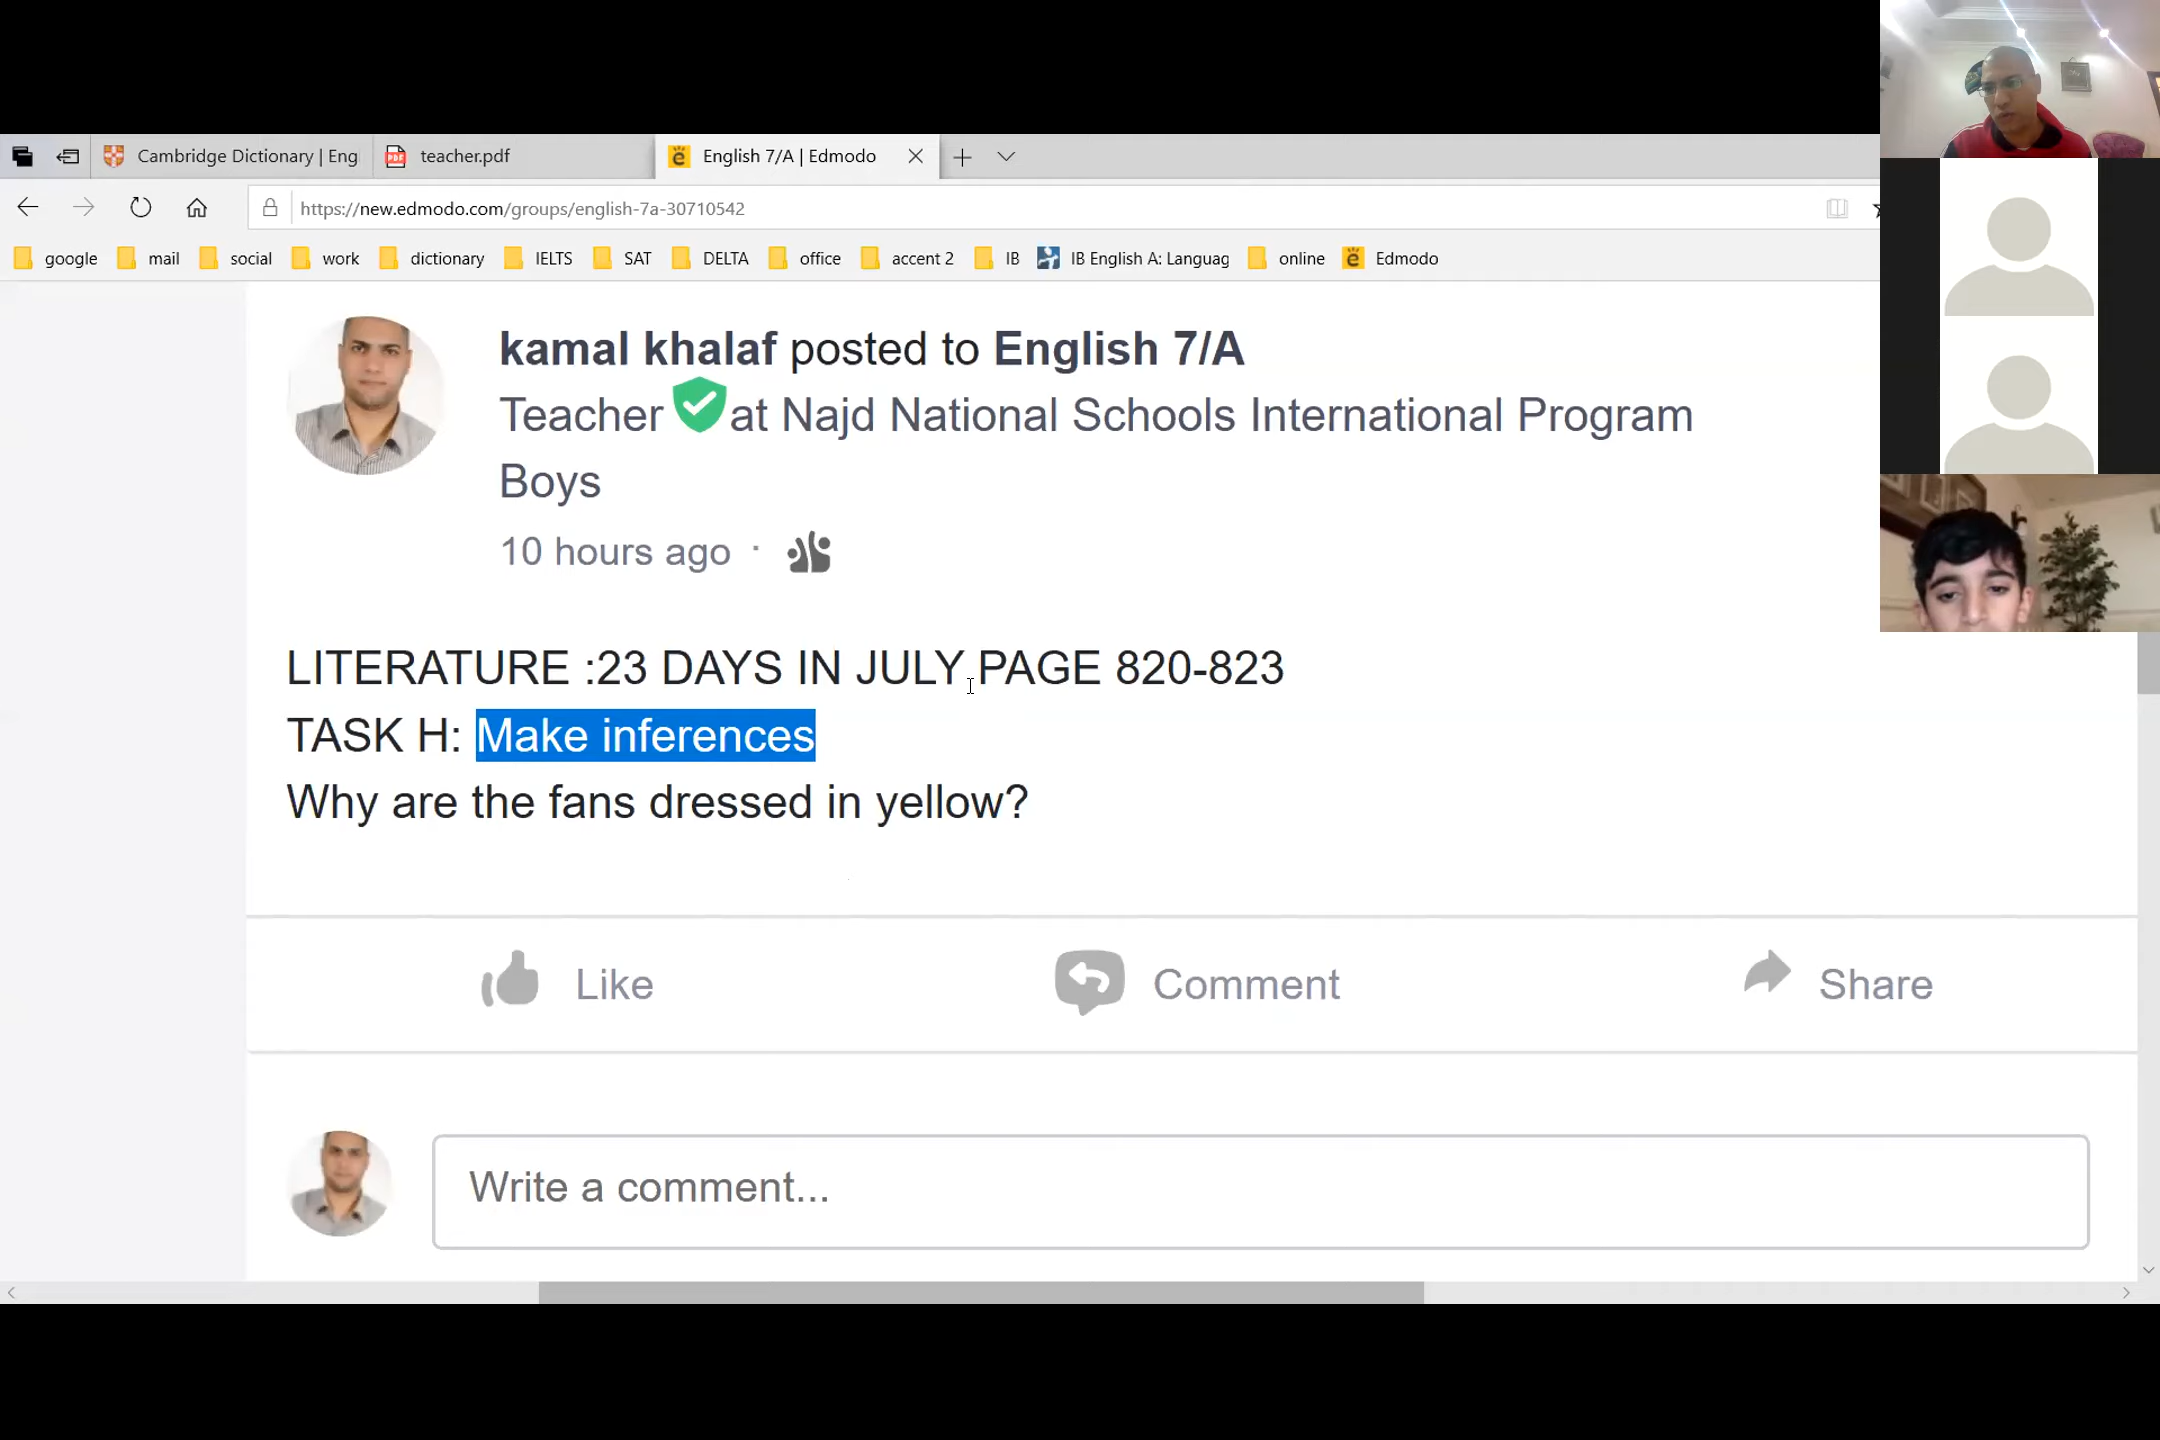 Cambridge Dictionary | Eng
teacher.pdf
English 7/A | Edmodo
https://new.edmodo.com/groups/english-7a-30710542
google
mail
social
work
dictionary
IELTS
SAT
DELTA
office
accent 2
IB
IB English A: Languag
online
Edmodo
kamal khalaf posted to English 7/A
Teacher at Najd National Schools International Program
Boys
10 hours ago ·
LITERATURE :23 DAYS IN JULY PAGE 820-823
TASK H: Make inferences
Why are the fans dressed in yellow?
Like
Comment
Share
Write a comment...